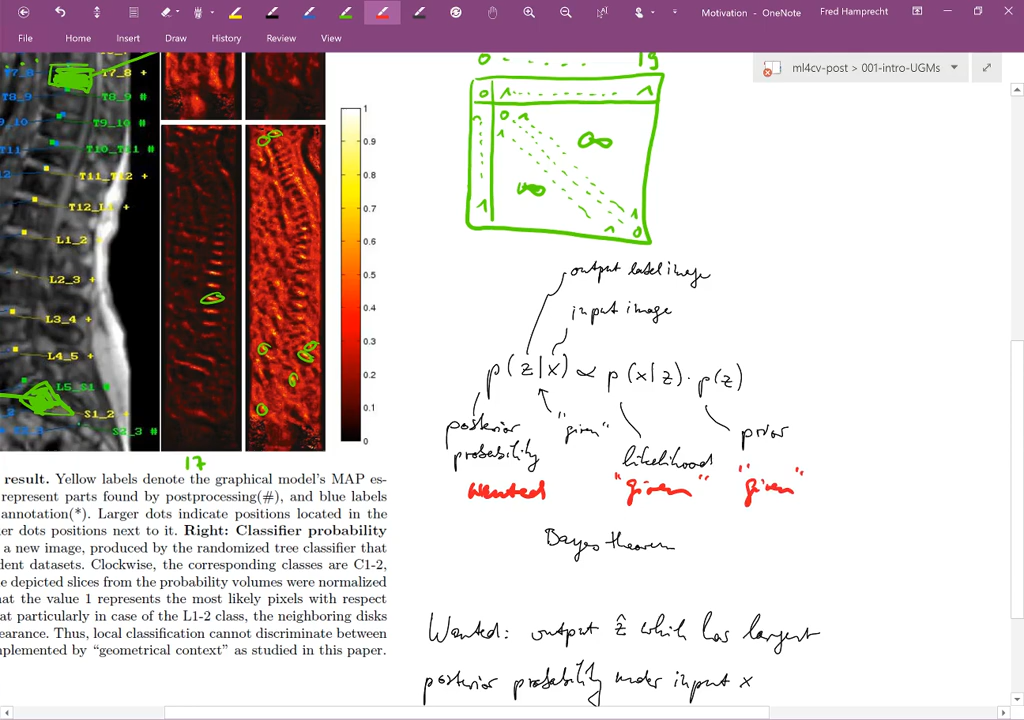 Motivation - OneNote
Fred Hamprecht
File Home Insert Draw History Review View
ml4cv-post > 001-intro-UGMs
T7_8 +
T8_9 T8_9 #
9_10 T9_10 #
T11 T10_T11 #
12 T11_T12 +
T12_L1 +
L1_2 +
L2_3 +
L3_4 +
L4_5 +
L5_S1 #
S1_2 +
S2_3 #
1
0.9
0.8
0.7
0.6
0.5
0.4
0.3
0.2
0.1
0
17
result. Yellow labels denote the graphical model's MAP es-
represent parts found by postprocessing(#), and blue labels
annotation(*). Larger dots indicate positions located in the
er dots positions next to it. Right: Classifier probability
a new image, produced by the randomized tree classifier that
dent datasets. Clockwise, the corresponding classes are C1-2,
e depicted slices from the probability volumes were normalized
hat the value 1 represents the most likely pixels with respect
at particularly in case of the L1-2 class, the neighboring disks
earance. Thus, local classification cannot discriminate between
mplemented by “geometrical context” as studied in this paper.
0 . . . . . . 19
0 1 . . . . . . 1
1 0 1 ∞
1
∞ 1
1 1 0
output label image
input image
p(z|x) ∝ p(x|z) · p(z)
posterior probability
"given"
likelihood
prior
wanted "given" "given"
Bayes theorem
Wanted: output ẑ which has largest
posterior probability under input x